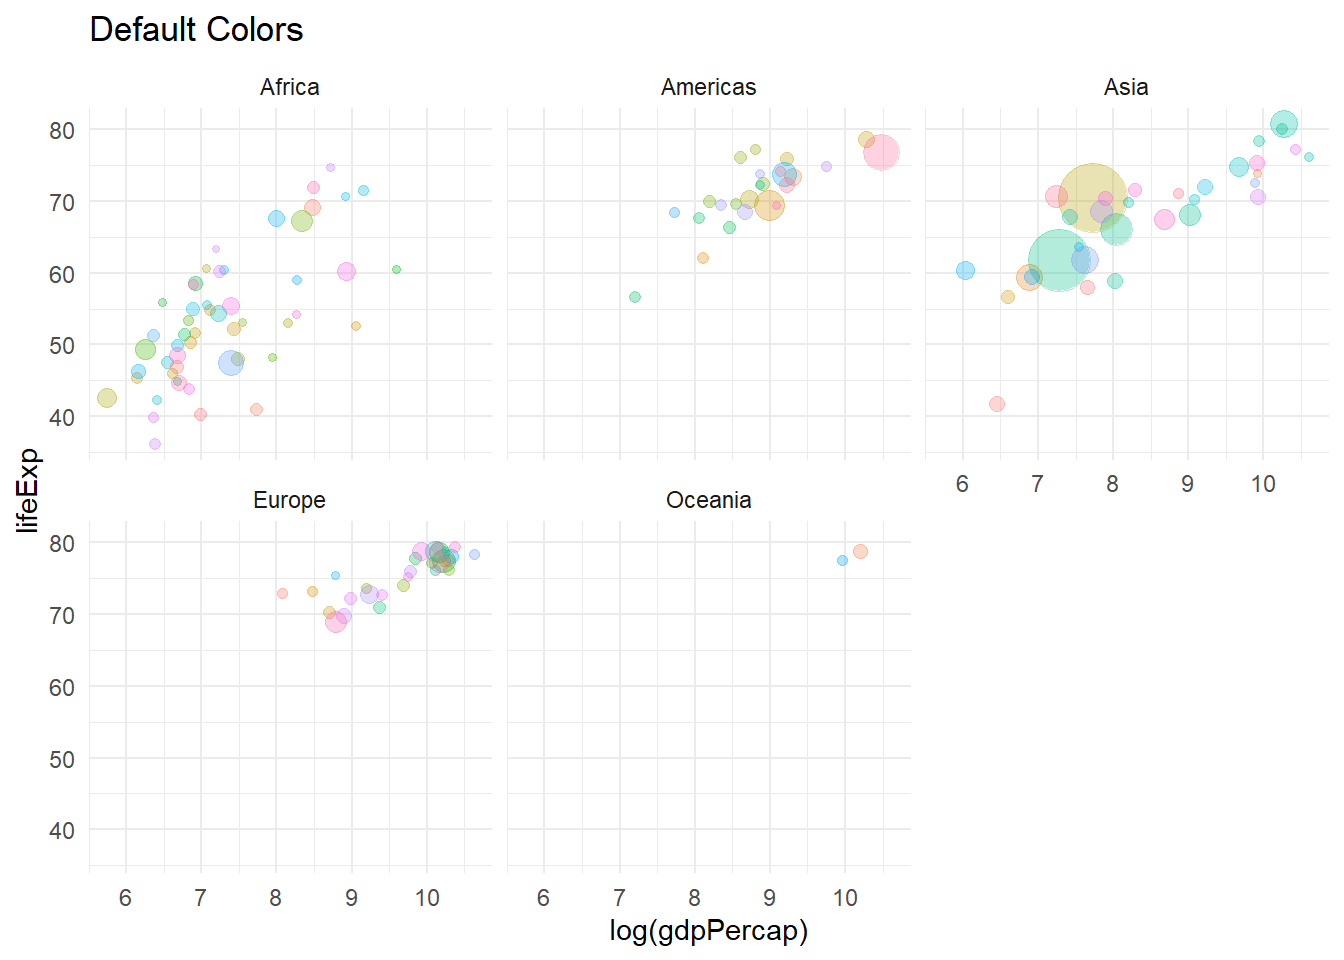 Default Colors
Africa
Americas
Asia
80
70
60
50
40
6 7 8 9 10
Europe
Oceania
lifeExp
80
70
60
50
40
6 7 8 9 10
6 7 8 9 10
log(gdpPercap)